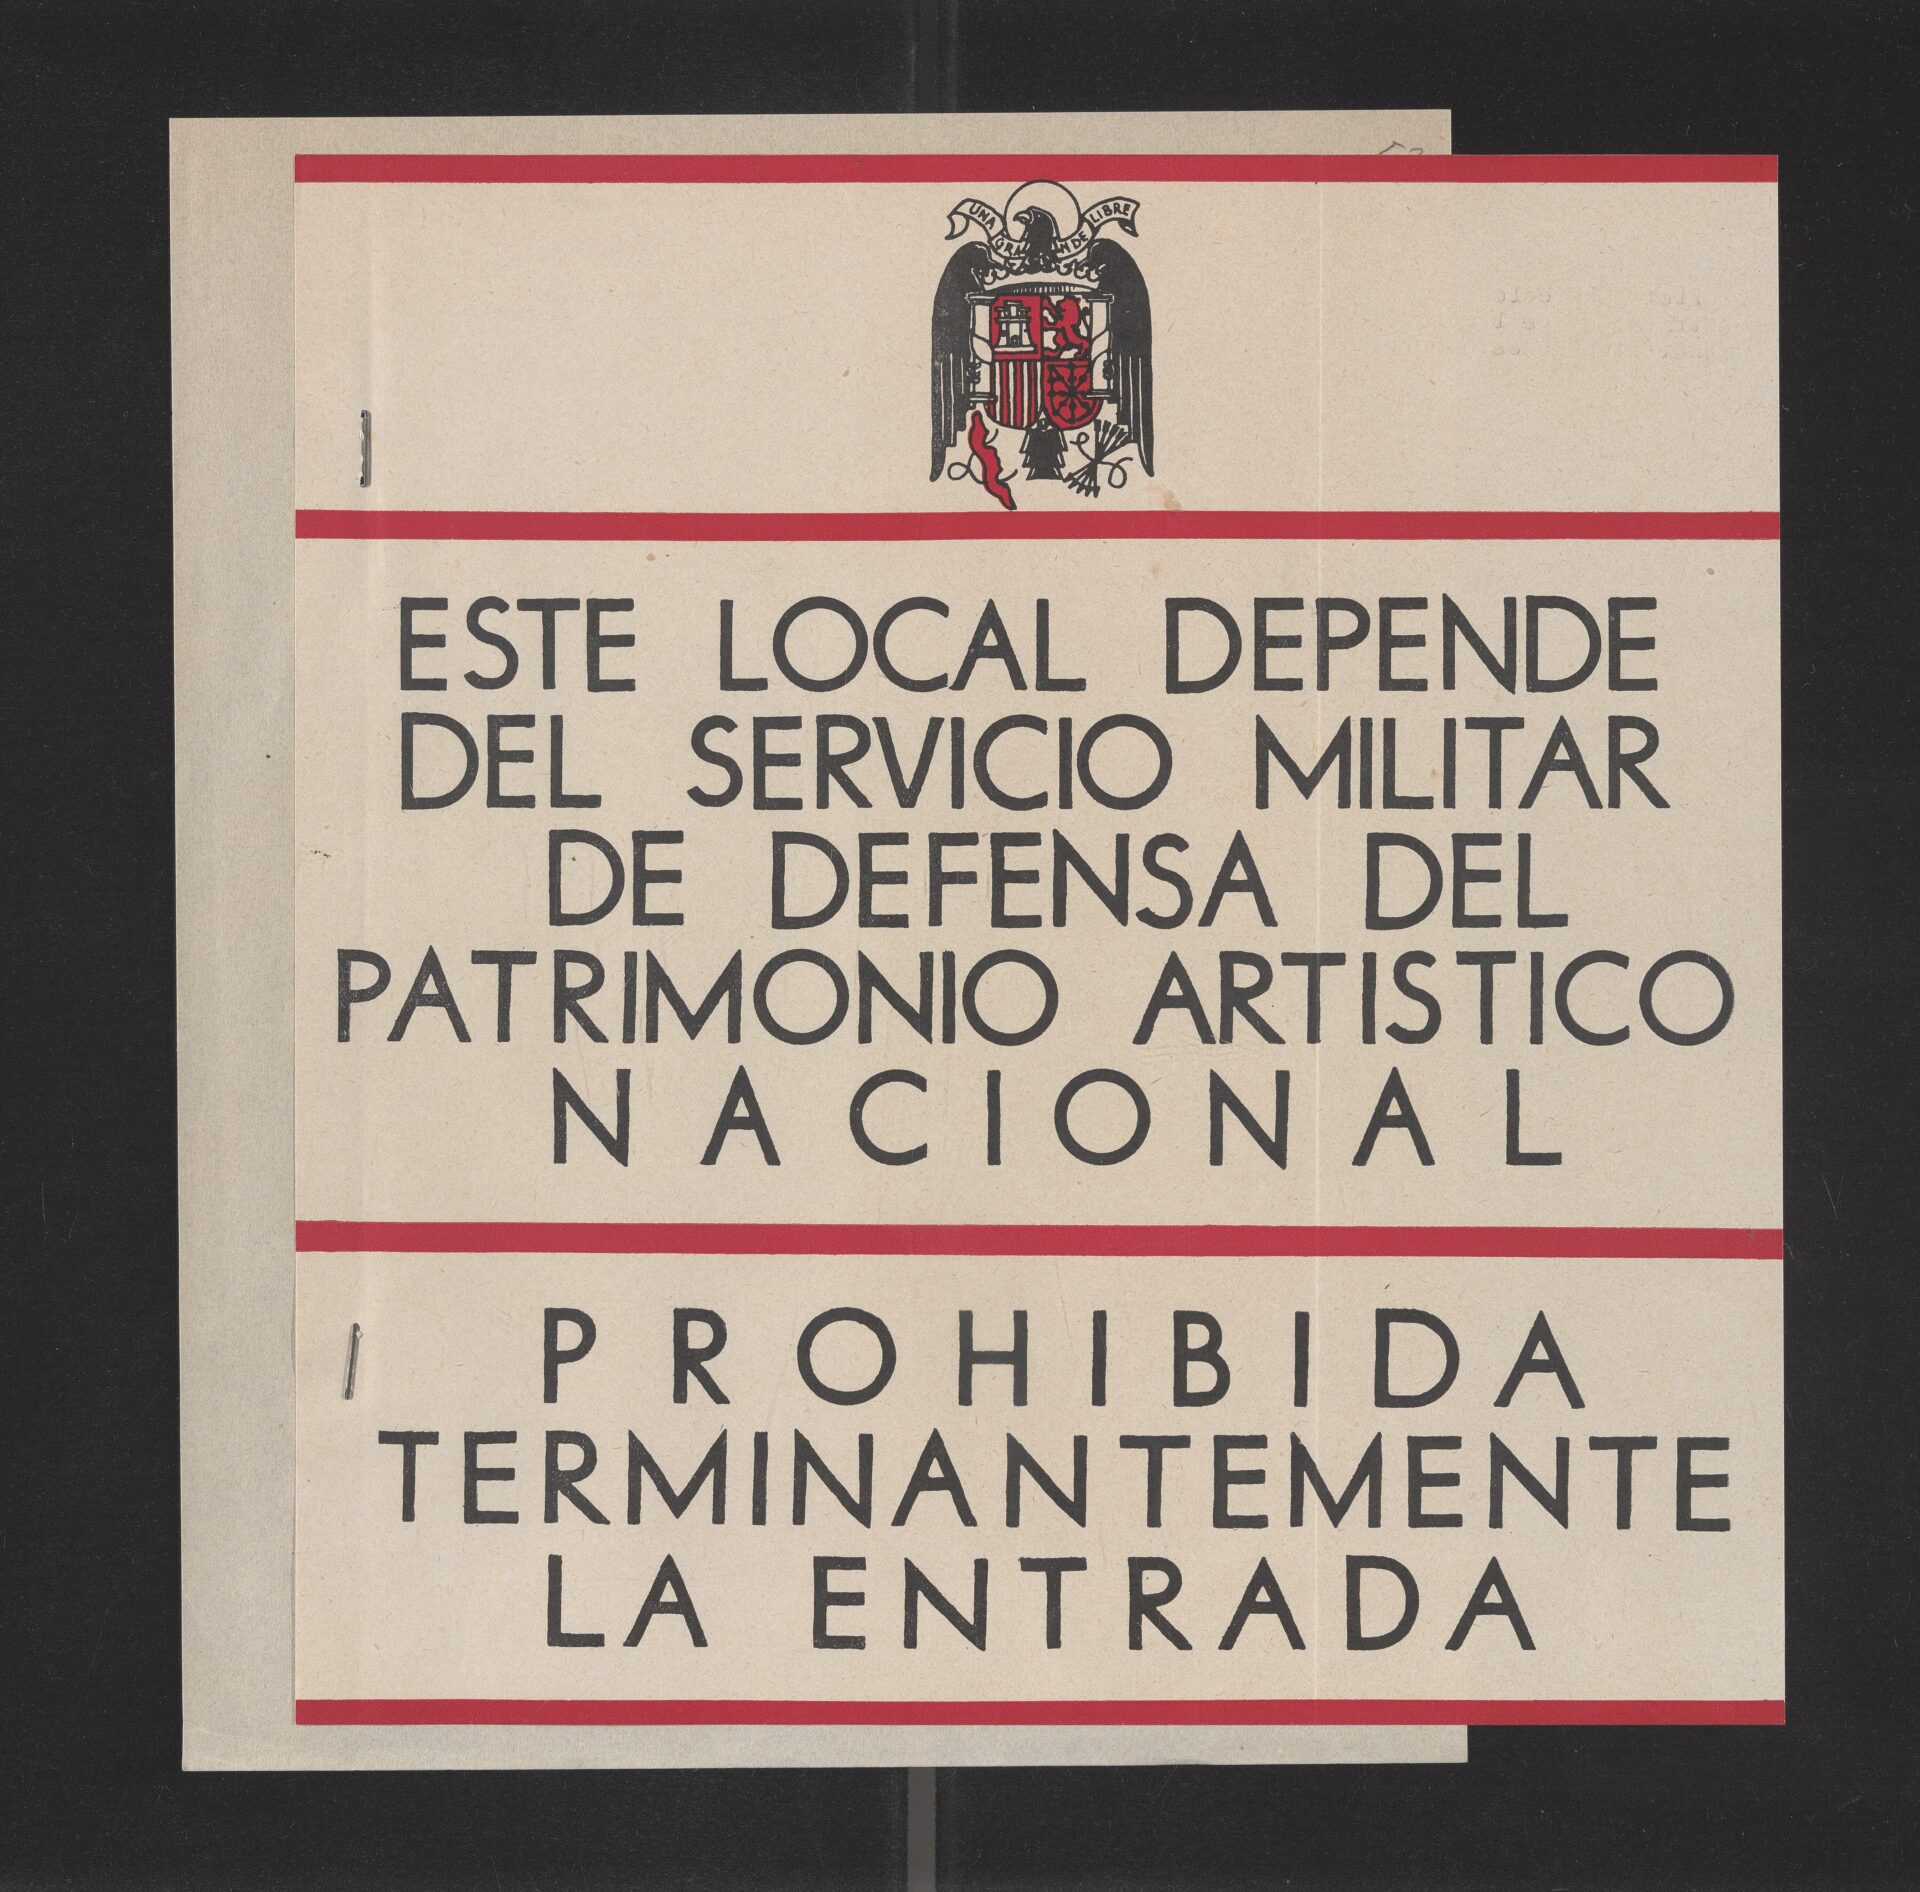 UNA GRANDE LIBRE
ESTE LOCAL DEPENDE
DEL SERVICIO MILITAR
DE DEFENSA DEL
PATRIMONIO ARTISTICO
NACIONAL
PROHIBIDA
TERMINANTEMENTE
LA ENTRADA